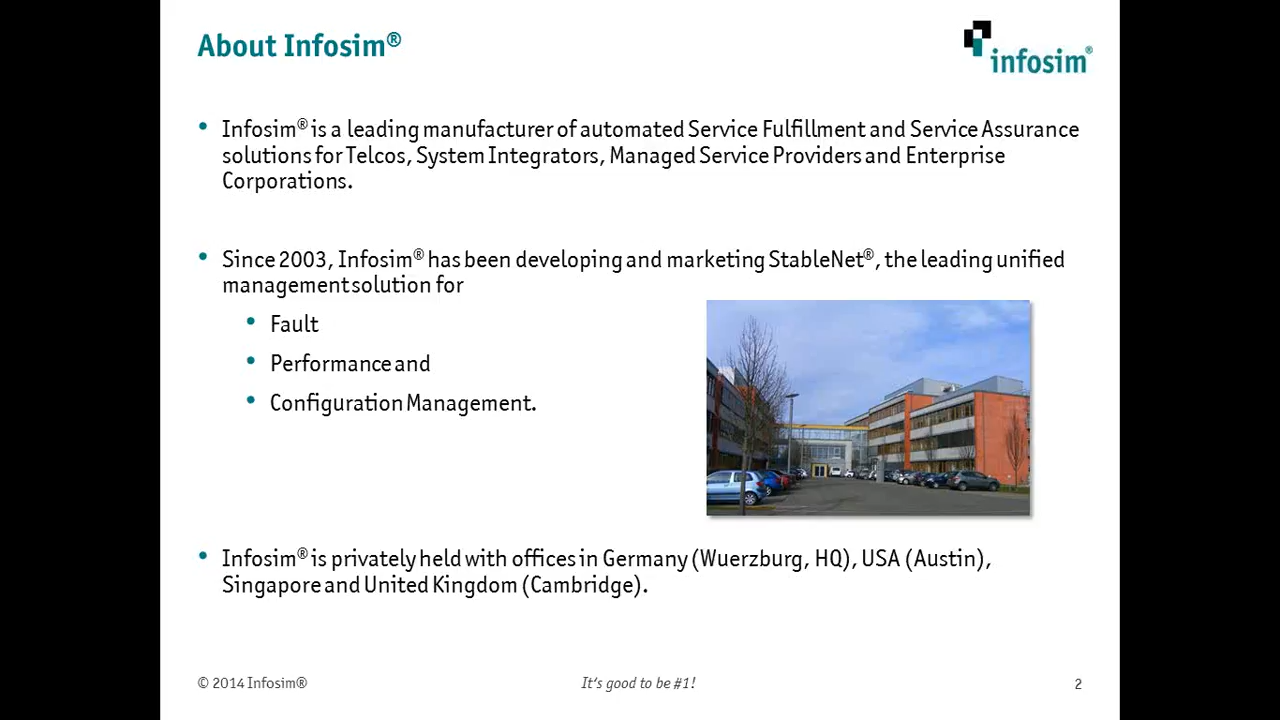 About Infosim®
infosim®
• Infosim® is a leading manufacturer of automated Service Fulfillment and Service Assurance
solutions for Telcos, System Integrators, Managed Service Providers and Enterprise
Corporations.
• Since 2003, Infosim® has been developing and marketing StableNet®, the leading unified
management solution for
• Fault
• Performance and
• Configuration Management.
• Infosim® is privately held with offices in Germany (Wuerzburg, HQ), USA (Austin),
Singapore and United Kingdom (Cambridge).
© 2014 Infosim®
It's good to be #1!
2